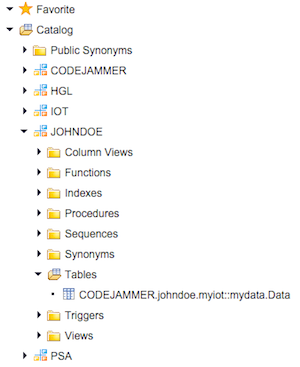 Favorite
Catalog
Public Synonyms
CODEJAMMER
HGL
IOT
JOHNDOE
Column Views
Functions
Indexes
Procedures
Sequences
Synonyms
Tables
CODEJAMMER.johndoe.myiot::mydata.Data
Triggers
Views
PSA